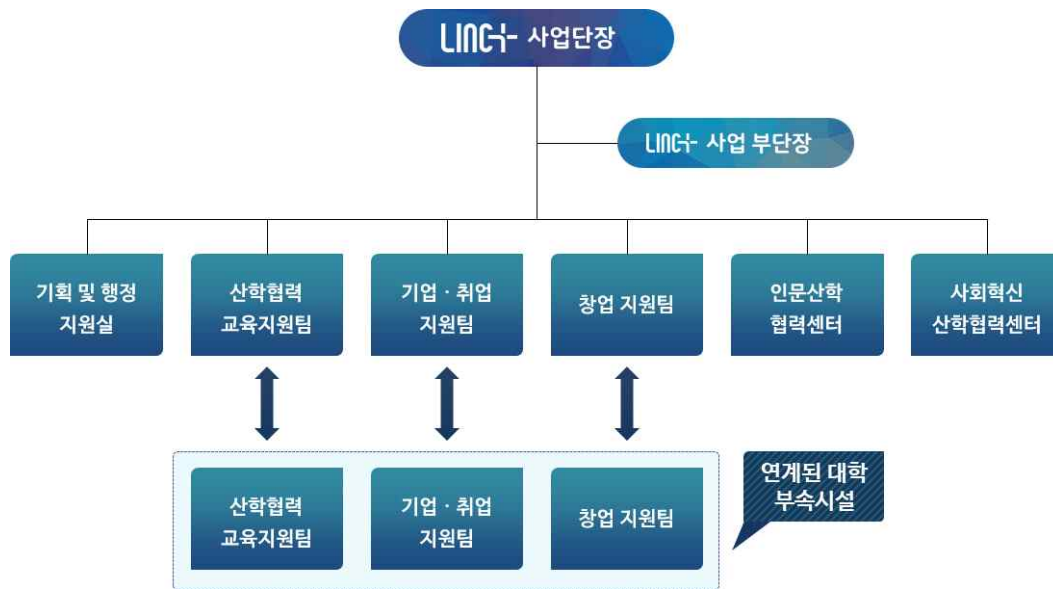 LINC+ 사업단장
LINC+ 사업 부단장
기획 및 행정
지원실
산학협력
교육지원팀
기업 · 취업
지원팀
창업 지원팀
인문산학
협력센터
사회혁신
산학협력센터
산학협력
교육지원팀
기업 · 취업
지원팀
창업 지원팀
연계된 대학
부속시설